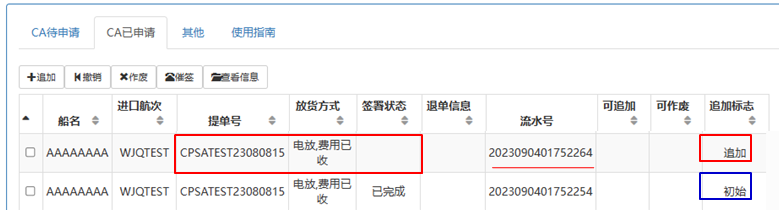 CA待申请 CA已申请 其他 使用指南
追加 撤销 作废 催签 查看信息
船名 进口航次 提单号 放货方式 签署状态 退单信息 流水号 可追加 可作废 追加标志
AAAAAAAA WJQTEST CPSATEST23080815 电放,费用已收 2023090401752264 追加
AAAAAAAA WJQTEST CPSATEST23080815 电放,费用已收 已完成 2023090401752254 初始